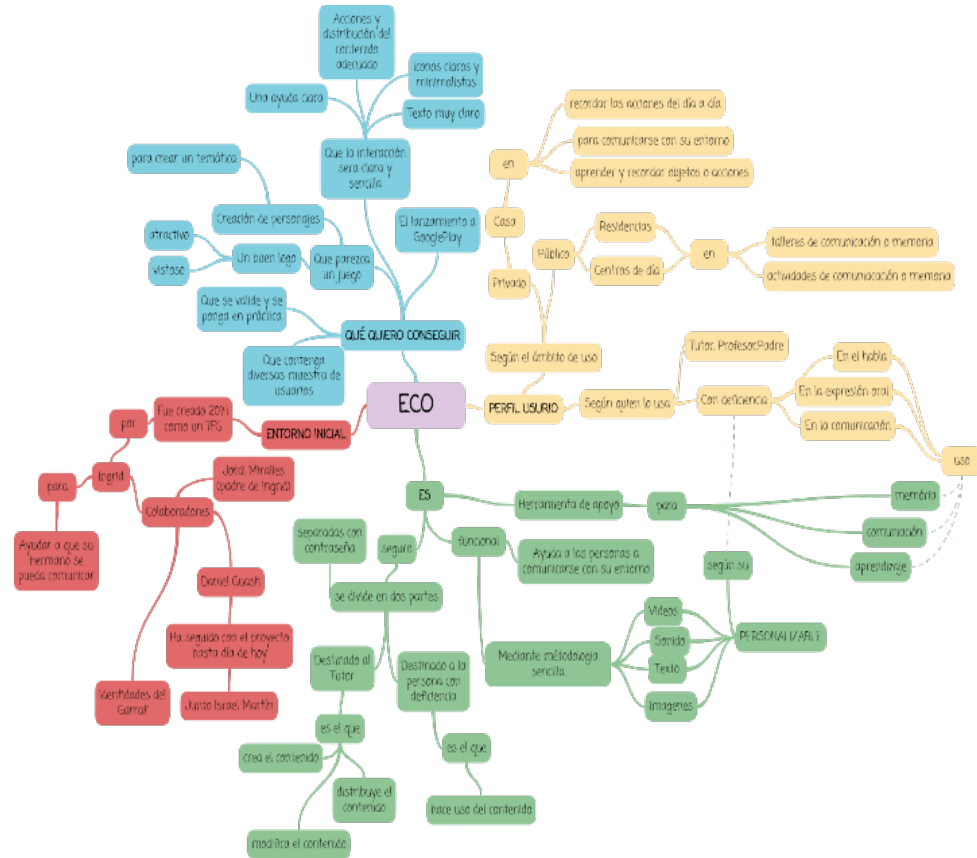 Acciones y
distribución del
contenido
adecuado
Iconos claros y
minimalistas
Una ayuda clara
Texto muy claro
Que la interacción
sera clara y
sencilla
para crear un temática
Creación de personajes
El lanzamiento a
GooglePlay
atractivo
Un buen logo
Que parezca
un juego
vistoso
Que se valide y se
ponga en práctica
QUÉ QUIERO CONSEGUIR
Que contenga
diversas muestra de
usuarios
recordar las acciones del día a día
para comunicarse con su entorno
en
aprender y recordar objetos o acciones
Casa
Residencias
Público
talleres de comunicación o memoria
en
Centros de día
actividades de comuniacación o memoria
Privado
Según el ámbito de uso
Tutor, Profesor,Padre
PERFIL USURIO
Según quien lo usa
Con deficiencia
En el habla
En la expresión oral
En la comunicación
uso
ECO
Fue creado 2021
como un TFG
ENTORNO INICIAL
por
Ingrid
para
Jordi Miralles
(padre de Ingrid)
Colaboradores
Ayudar a que su
hermano se
pueda comunicar
Daniel Guash
Ha seguido con el proyecto
hasta día de hoy
Identidades del
Garraf
Junto Israel Martín
ES
Herramienta de apoyo
para
memória
comuniación
aprendizaje
separadas con
contraseña
seguro
funcional
Ayuda a las personas a
comunicarse con su entorno
según su
se divide en dos partes
Videos
Sonido
Texto
Imagenes
PERSONALIZABLE
Mediante métdologia
sencilla
Destinado al
Tutor
Destinado a la
persona con
deficiencia
es el que
es el que
crea el contenido
distribuye el
contenido
modifica el contenido
hace uso del contenido